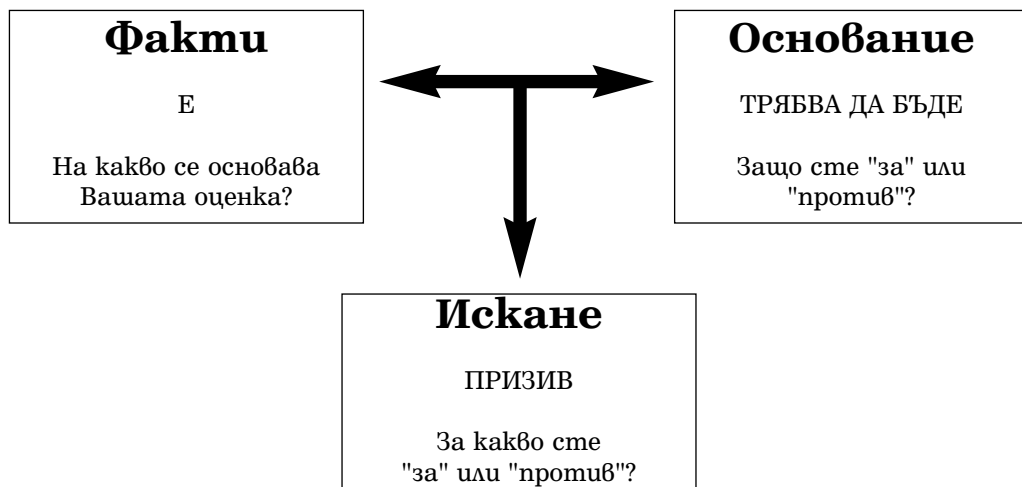 Факти
Е
На какво се основава
Вашата оценка?
Основание
ТРЯБВА ДА БЪДЕ
Защо сте "за" или
"против"?
Искане
ПРИЗИВ
За какво сте
"за" или "против"?